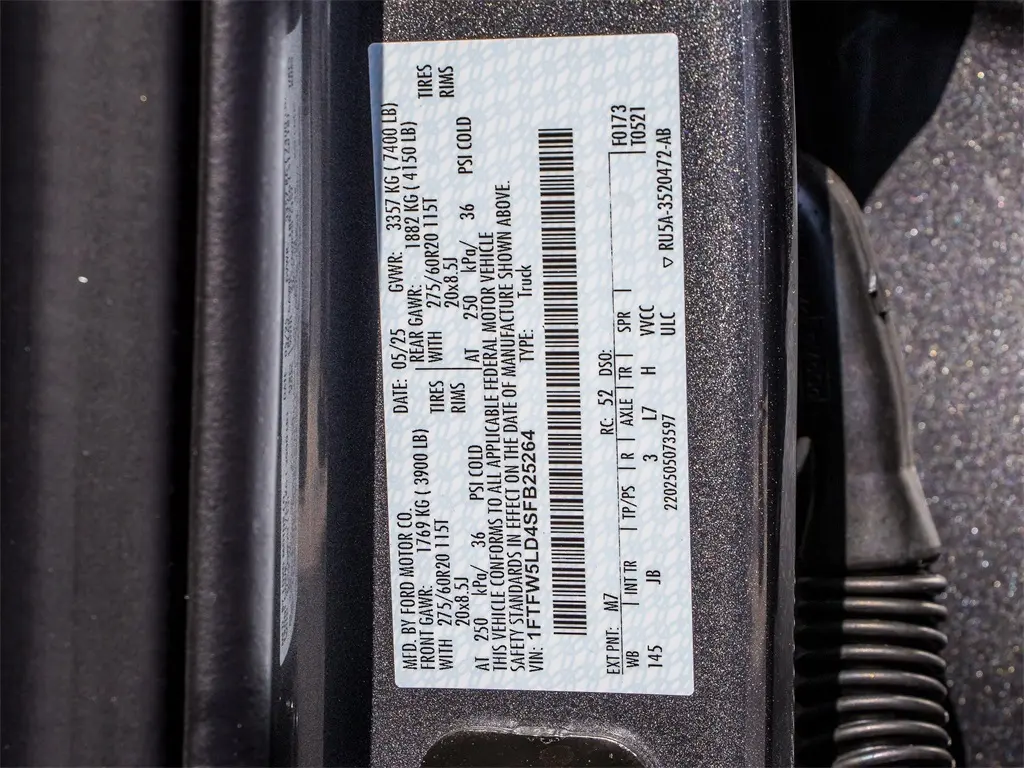 MFD. BY FORD MOTOR CO. DATE: 05/25 GVWR: 3357 KG ( 7400 LB)
FRONT GAWR: 1769 KG ( 3900 LB) REAR GAWR: 1882 KG ( 4150 LB)
WITH 275/60R20 115T TIRES WITH 275/60R20 115T TIRES
20x8.5J RIMS 20x8.5J RIMS
AT 250 kPa/ 36 PSI COLD AT 250 kPa/ 36 PSI COLD
THIS VEHICLE CONFORMS TO ALL APPLICABLE FEDERAL MOTOR VEHICLE
SAFETY STANDARDS IN EFFECT ON THE DATE OF MANUFACTURE SHOWN ABOVE.
VIN: 1FTFW5LD4SFB25264 TYPE: Truck
F0173
EXT PNT: M7 RC: 52 DSO: T0521
WB INT TR TP/PS R AXLE TR SPR
145 JB 3 L7 H WCC
ULC
220250507359​7 ▽ RU5A-3520472-AB